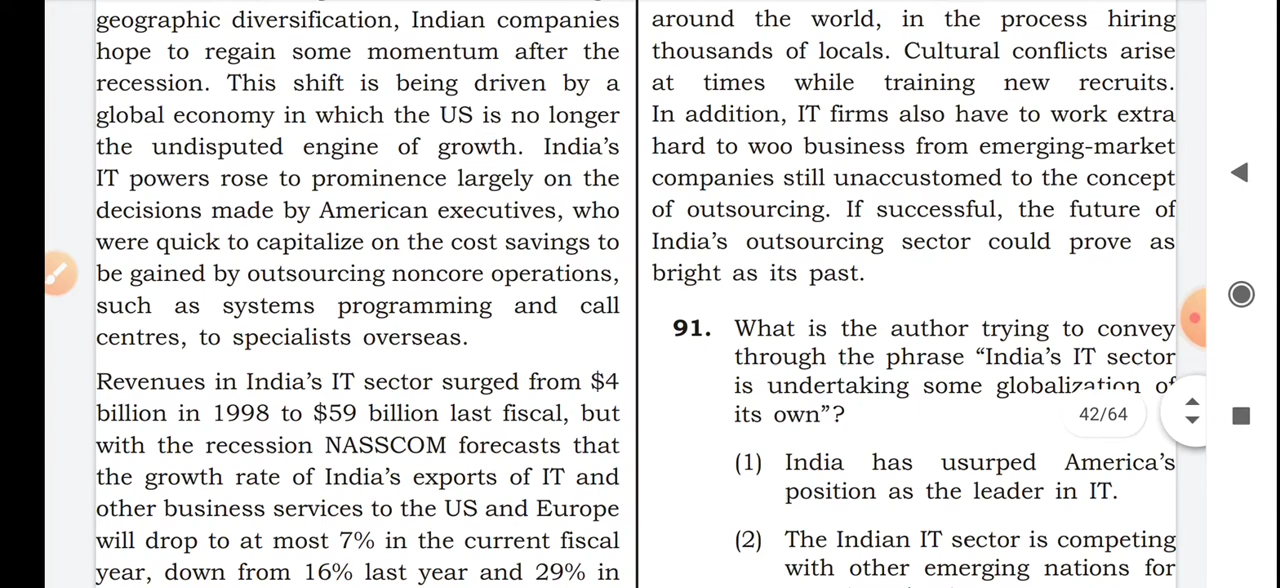 geographic diversification, Indian companies
hope to regain some momentum after the
recession. This shift is being driven by a
global economy in which the US is no longer
the undisputed engine of growth. India's
IT powers rose to prominence largely on the
decisions made by American executives, who
were quick to capitalize on the cost savings to
be gained by outsourcing noncore operations,
such as systems programming and call
centres, to specialists overseas.
Revenues in India's IT sector surged from $4
billion in 1998 to $59 billion last fiscal, but
with the recession NASSCOM forecasts that
the growth rate of India's exports of IT and
other business services to the US and Europe
will drop to at most 7% in the current fiscal
year, down from 16% last year and 29% in
around the world, in the process hiring
thousands of locals. Cultural conflicts arise
at times while training new recruits.
In addition, IT firms also have to work extra
hard to woo business from emerging-market
companies still unaccustomed to the concept
of outsourcing. If successful, the future of
India's outsourcing sector could prove as
bright as its past.
91. What is the author trying to convey
through the phrase “India's IT sector
is undertaking some globalization of
its own”?
42/64
(1) India has usurped America's
position as the leader in IT.
(2) The Indian IT sector is competing
with other emerging nations for